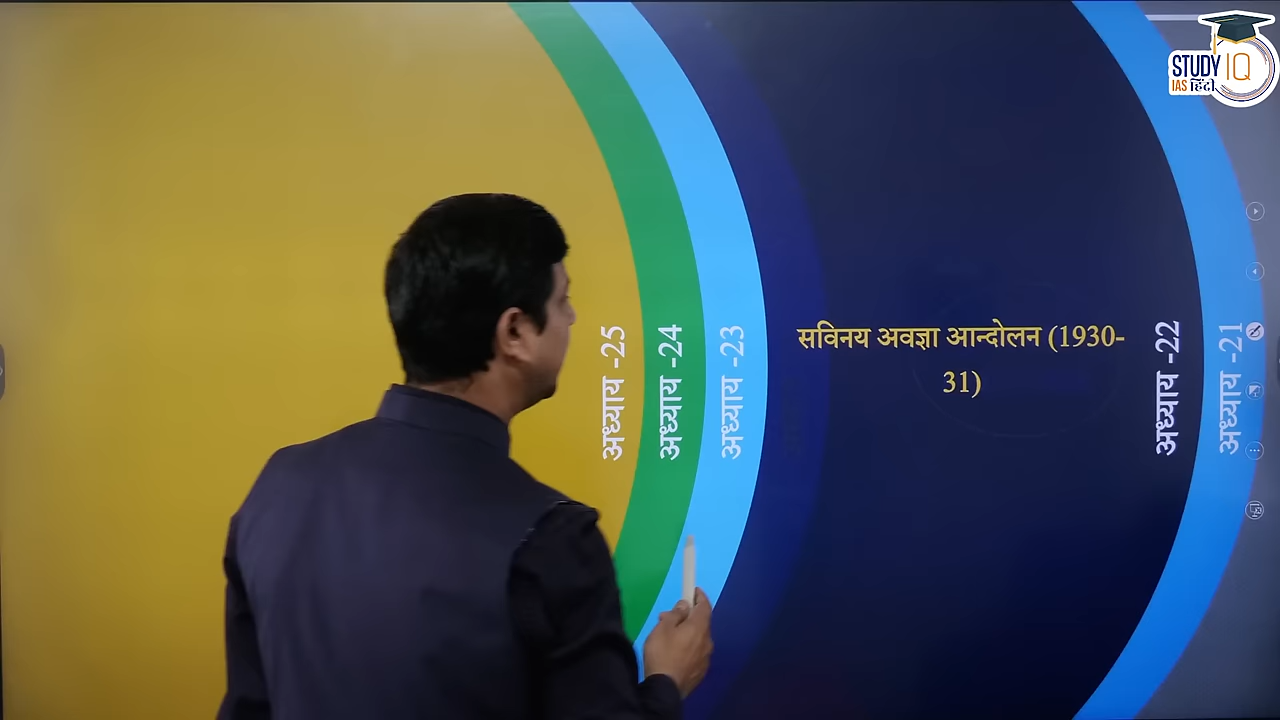 STUDY IQ
IAS हिंदी
अध्याय -25
अध्याय -24
अध्याय -23
सविनय अवज्ञा आन्दोलन (1930-
31)
अध्याय -22
अध्याय -21